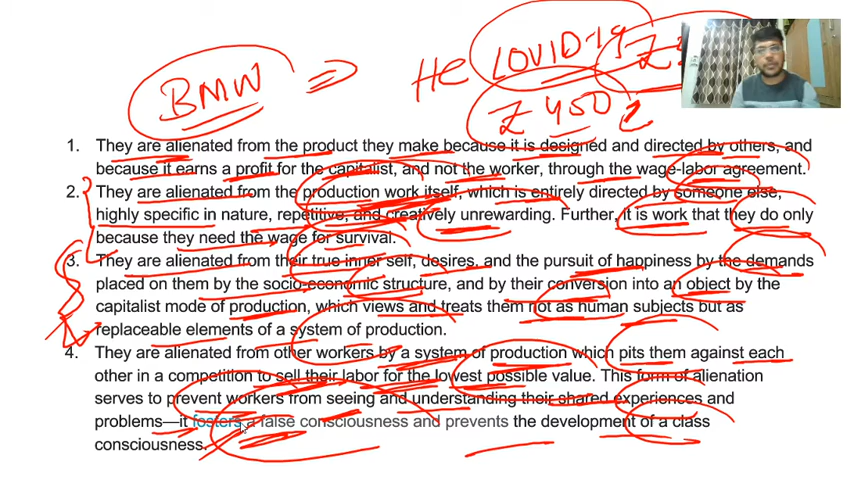 BMW => He COVID-19
Z 450
1. They are alienated from the product they make because it is designed and directed by others, and
because it earns a profit for the capitalist, and not the worker, through the wage-labor agreement.
2. They are alienated from the production work itself, which is entirely directed by someone else,
highly specific in nature, repetitive, and creatively unrewarding. Further, it is work that they do only
because they need the wage for survival.
3. They are alienated from their true inner self, desires, and the pursuit of happiness by the demands
placed on them by the socio-economic structure, and by their conversion into an object by the
capitalist mode of production, which views and treats them not as human subjects but as
replaceable elements of a system of production.
4. They are alienated from other workers by a system of production which pits them against each
other in a competition to sell their labor for the lowest possible value. This form of alienation
serves to prevent workers from seeing and understanding their shared experiences and
problems—it fosters a false consciousness and prevents the development of a class
consciousness.